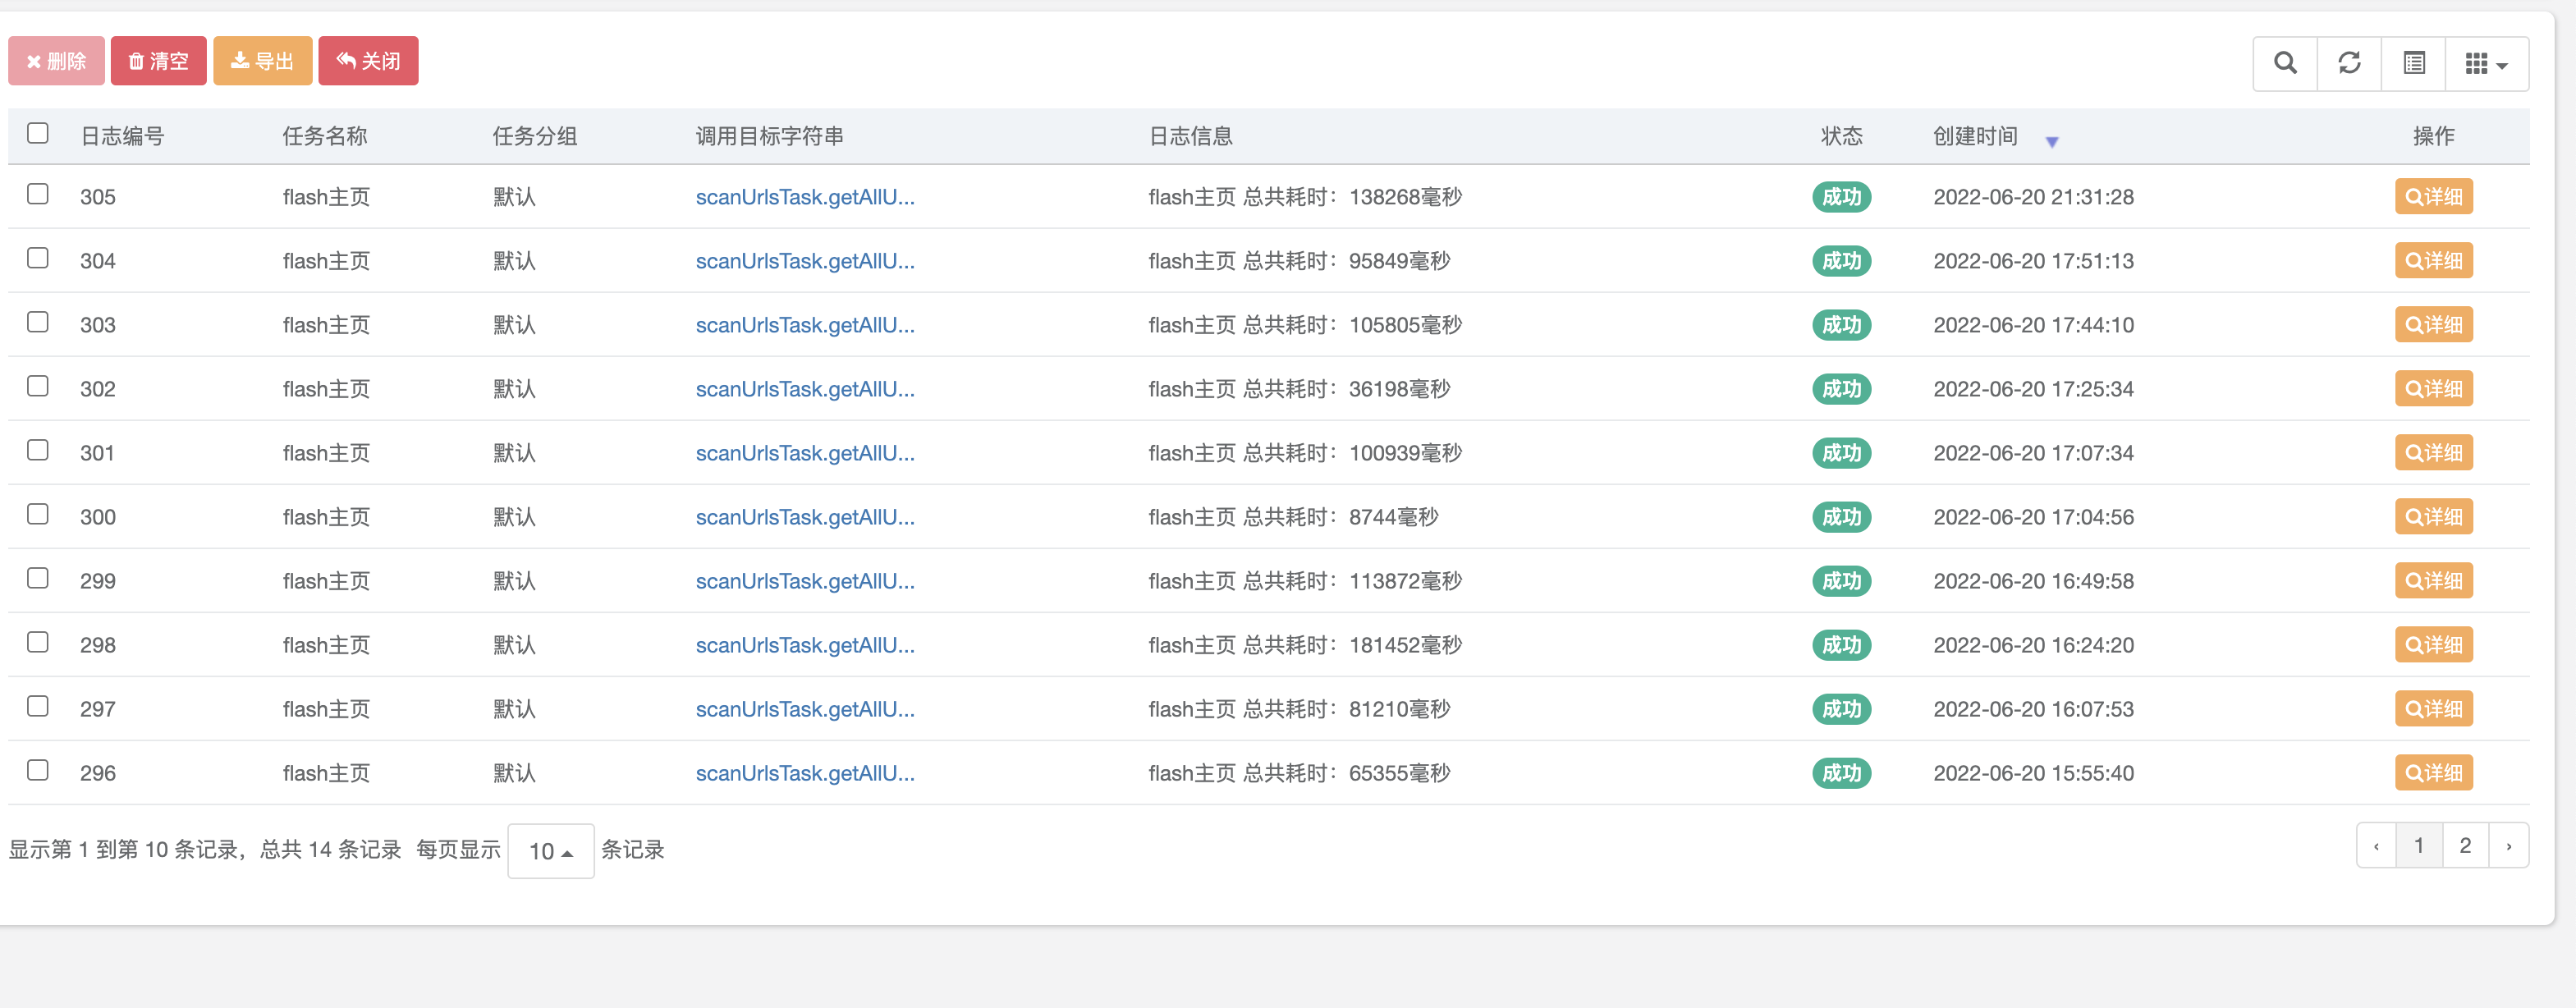 删除 清空 导出 关闭
日志编号 任务名称 任务分组 调用目标字符串 日志信息 状态 创建时间 操作
305 flash主页 默认 scanUrlsTask.getAllU... flash主页 总共耗时：138268毫秒 成功 2022-06-20 21:31:28 详细
304 flash主页 默认 scanUrlsTask.getAllU... flash主页 总共耗时：95849毫秒 成功 2022-06-20 17:51:13 详细
303 flash主页 默认 scanUrlsTask.getAllU... flash主页 总共耗时：105805毫秒 成功 2022-06-20 17:44:10 详细
302 flash主页 默认 scanUrlsTask.getAllU... flash主页 总共耗时：36198毫秒 成功 2022-06-20 17:25:34 详细
301 flash主页 默认 scanUrlsTask.getAllU... flash主页 总共耗时：100939毫秒 成功 2022-06-20 17:07:34 详细
300 flash主页 默认 scanUrlsTask.getAllU... flash主页 总共耗时：8744毫秒 成功 2022-06-20 17:04:56 详细
299 flash主页 默认 scanUrlsTask.getAllU... flash主页 总共耗时：113872毫秒 成功 2022-06-20 16:49:58 详细
298 flash主页 默认 scanUrlsTask.getAllU... flash主页 总共耗时：181452毫秒 成功 2022-06-20 16:24:20 详细
297 flash主页 默认 scanUrlsTask.getAllU... flash主页 总共耗时：81210毫秒 成功 2022-06-20 16:07:53 详细
296 flash主页 默认 scanUrlsTask.getAllU... flash主页 总共耗时：65355毫秒 成功 2022-06-20 15:55:40 详细
显示第 1 到第 10 条记录，总共 14 条记录 每页显示 10 条记录 ‹ 1 2 ›